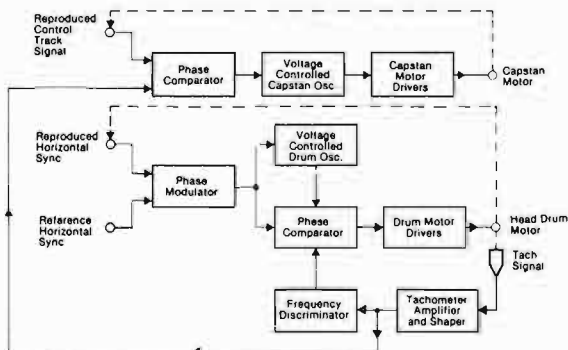 Reproduced
Control
Track
Signal
Phase
Comparator
Voltage
Controlled
Capstan Osc
Capstan
Motor
Drivers
Capstan
Motor
Reproduced
Horizontal
Sync
Voltage
Controlled
Drum Osc.
Phase
Modulator
Reference
Horizontal
Sync
Phase
Comparator
Drum Motor
Drivers
Head Drum
Motor
Tach
Signal
Frequency
Discriminator
Tachometer
Amplifier
and Shaper